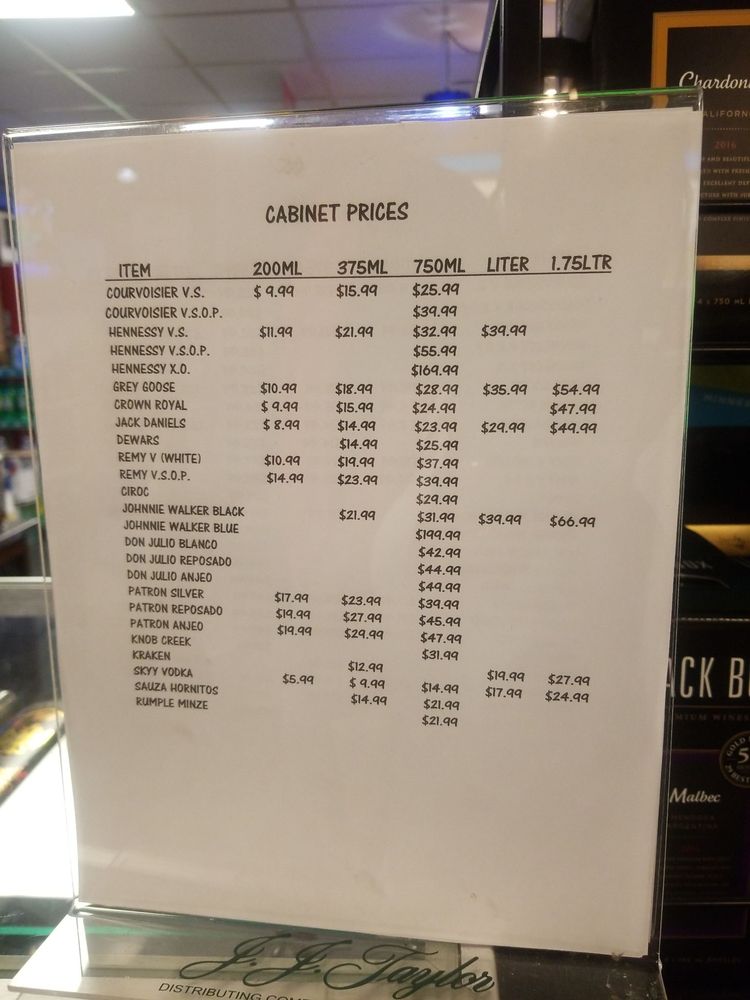 CABINET PRICES
ITEM 200ML 375ML 750ML LITER 1.75LTR
COURVOISIER V.S. $ 9.99 $15.99 $25.99
COURVOISIER V.S.O.P. $39.99
HENNESSY V.S. $11.99 $21.99 $32.99 $39.99
HENNESSY V.S.O.P. $55.99
HENNESSY X.O. $169.99
GREY GOOSE $10.99 $18.99 $28.99 $35.99 $54.99
CROWN ROYAL $ 9.99 $15.99 $24.99 $47.99
JACK DANIELS $ 8.99 $14.99 $23.99 $29.99 $49.99
DEWARS $14.99 $25.99
REMY V (WHITE) $10.99 $19.99 $37.99
REMY V.S.O.P. $14.99 $23.99 $39.99
CIROC $29.99
JOHNNIE WALKER BLACK $21.99 $31.99 $39.99 $66.99
JOHNNIE WALKER BLUE $199.99
DON JULIO BLANCO $42.99
DON JULIO REPOSADO $44.99
DON JULIO ANJEO $49.99
PATRON SILVER $17.99 $23.99 $39.99
PATRON REPOSADO $19.99 $27.99 $45.99
PATRON ANJEO $19.99 $29.99 $47.99
KNOB CREEK $31.99
KRAKEN $12.99 $19.99 $27.99
SKYY VODKA $5.99 $ 9.99 $14.99 $17.99 $24.99
SAUZA HORNITOS $14.99 $21.99
RUMPLE MINZE $21.99
J. J. Taylor
DISTRIBUTING
Chardon
CALIFORN
2016
ACK B
Malbec